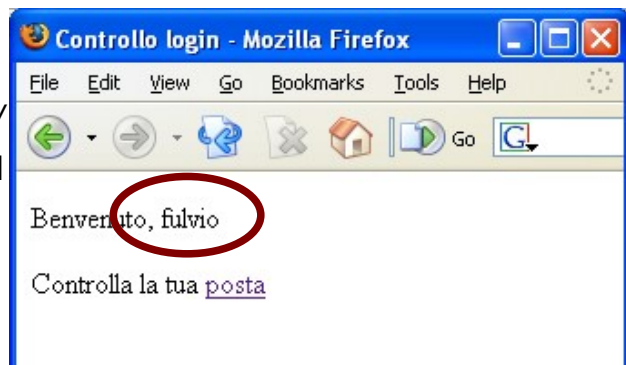 Controllo login - Mozilla Firefox
File Edit View Go Bookmarks Tools Help
Go G
Benvenuto, fulvio
Controlla la tua posta